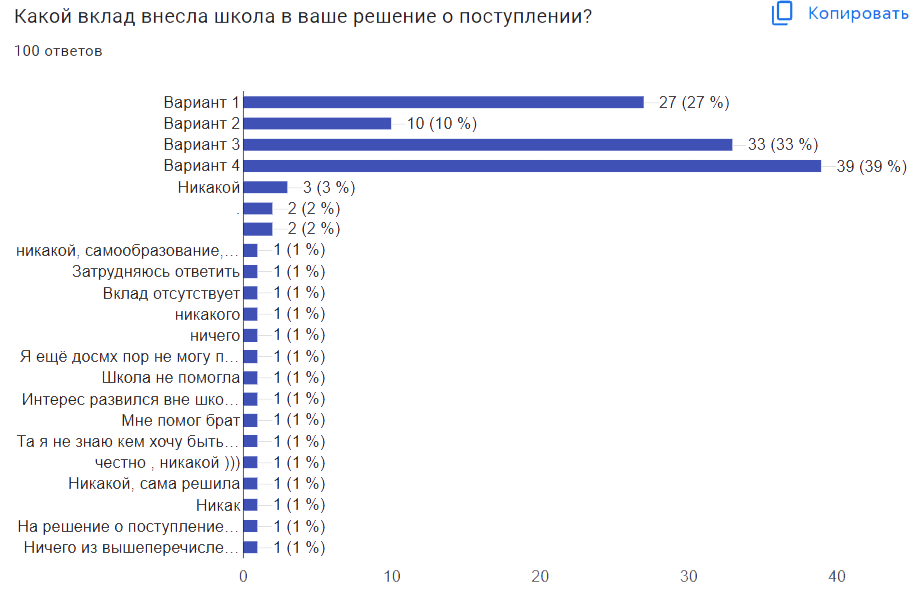 Какой вклад внесла школа в ваше решение о поступлении?
Копировать
100 ответов
Вариант 1 27 (27 %)
Вариант 2 10 (10 %)
Вариант 3 33 (33 %)
Вариант 4 39 (39 %)
Никакой 3 (3 %)
. 2 (2 %)
2 (2 %)
никакой, самообразование,… 1 (1 %)
Затрудняюсь ответить 1 (1 %)
Вклад отсутствует 1 (1 %)
никакого 1 (1 %)
ничего 1 (1 %)
Я ещё досмх пор не могу п… 1 (1 %)
Школа не помогла 1 (1 %)
Интерес развился вне шко… 1 (1 %)
Мне помог брат 1 (1 %)
Та я не знаю кем хочу быть… 1 (1 %)
честно , никакой ))) 1 (1 %)
Никакой, сама решила 1 (1 %)
Никак 1 (1 %)
На решение о поступление… 1 (1 %)
Ничего из вышеперечисле… 1 (1 %)
0 10 20 30 40